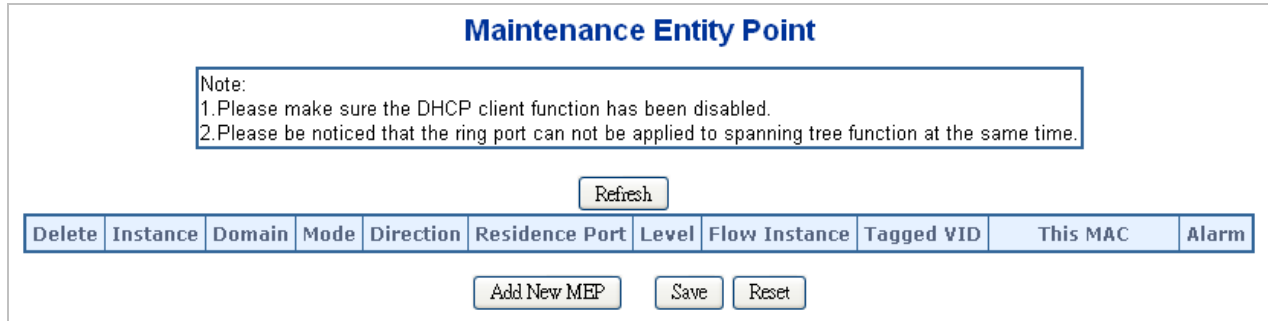 Maintenance Entity Point
Note:
1.Please make sure the DHCP client function has been disabled.
2.Please be noticed that the ring port can not be applied to spanning tree function at the same time.
Refresh
Delete Instance Domain Mode Direction Residence Port Level Flow Instance Tagged VID This MAC Alarm
Add New MEP Save Reset